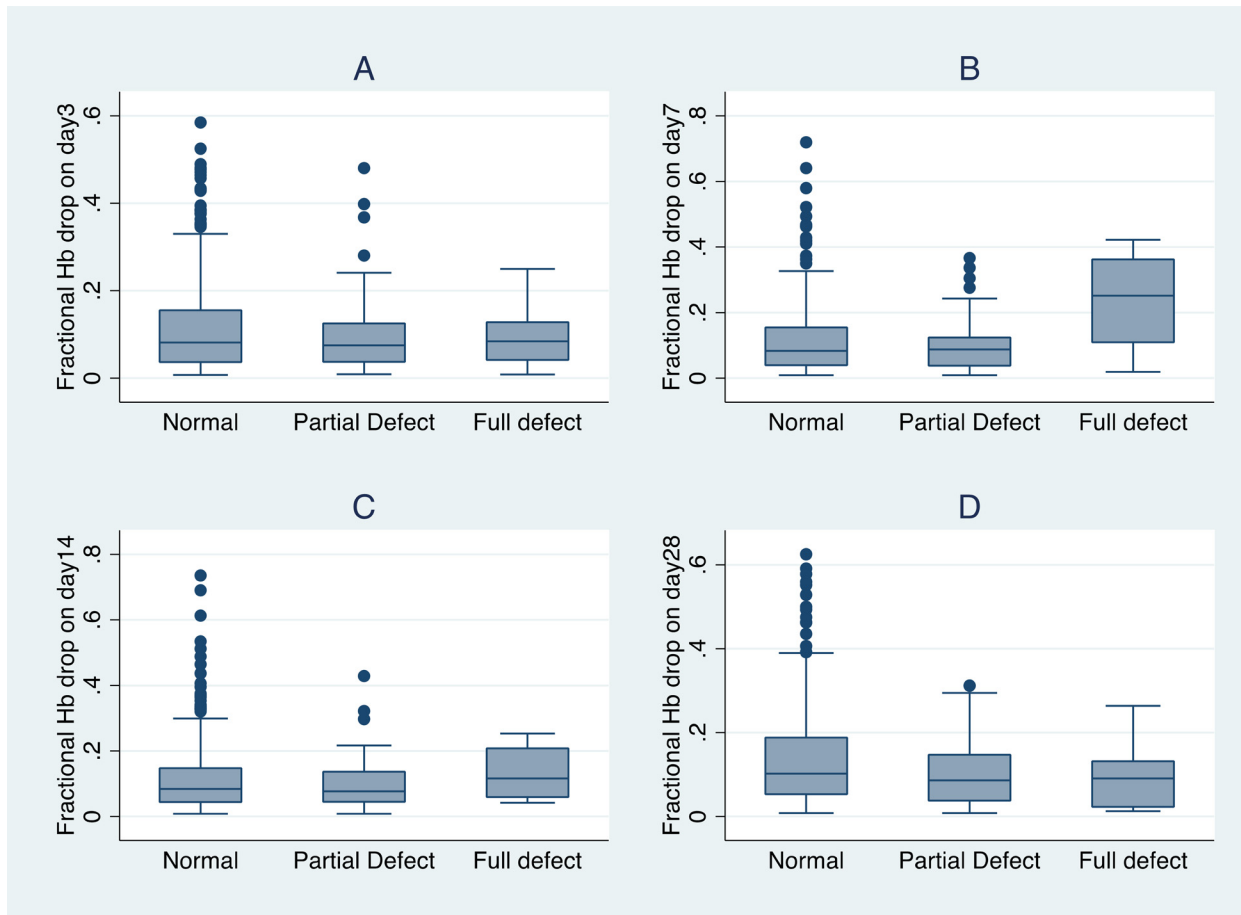 A
Fractional Hb drop on day3
.6
.4
.2
0
Normal Partial Defect Full defect
B
Fractional Hb drop on day7
.8
.6
.4
.2
0
Normal Partial Defect Full defect
C
Fractional Hb drop on day14
.8
.6
.4
.2
0
Normal Partial Defect Full defect
D
Fractional Hb drop on day28
.6
.4
.2
0
Normal Partial Defect Full defect